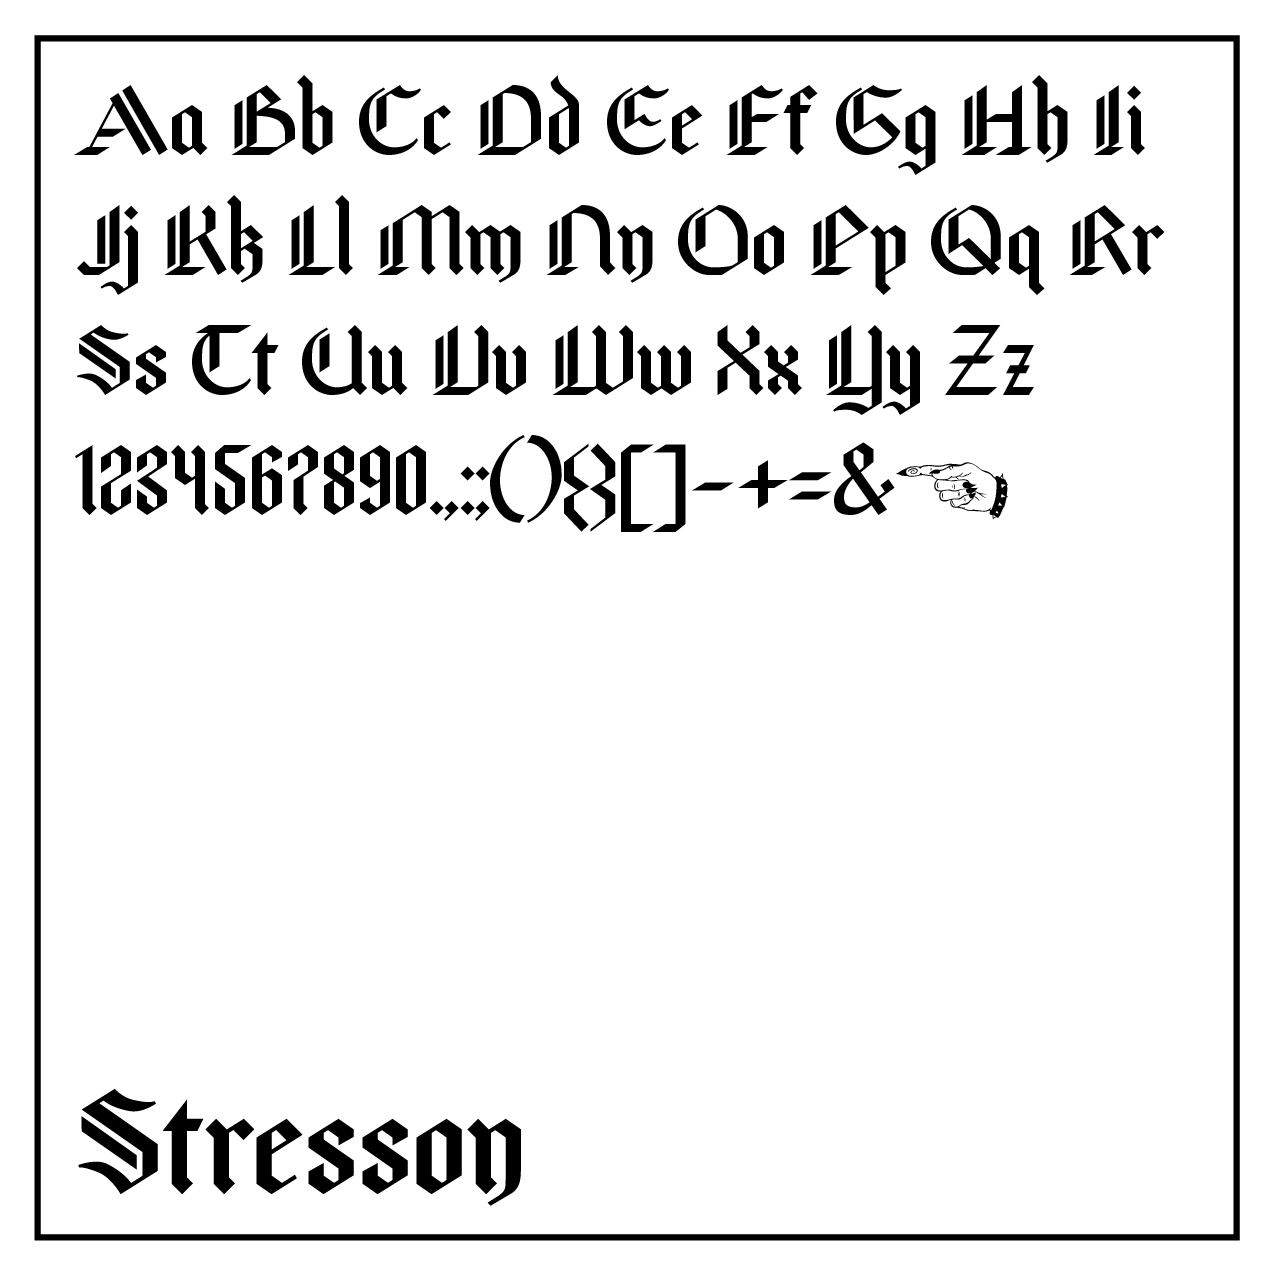 Aa Bb Cc Dd Ee Ff Gg Hh Ii
Jj Kk Ll Mm Nn Oo Pp Qq Rr
Ss Tt Uu Vv Ww Xx Yy Zz
1234567890.,:;(){}[]-+=&☚
Stresson